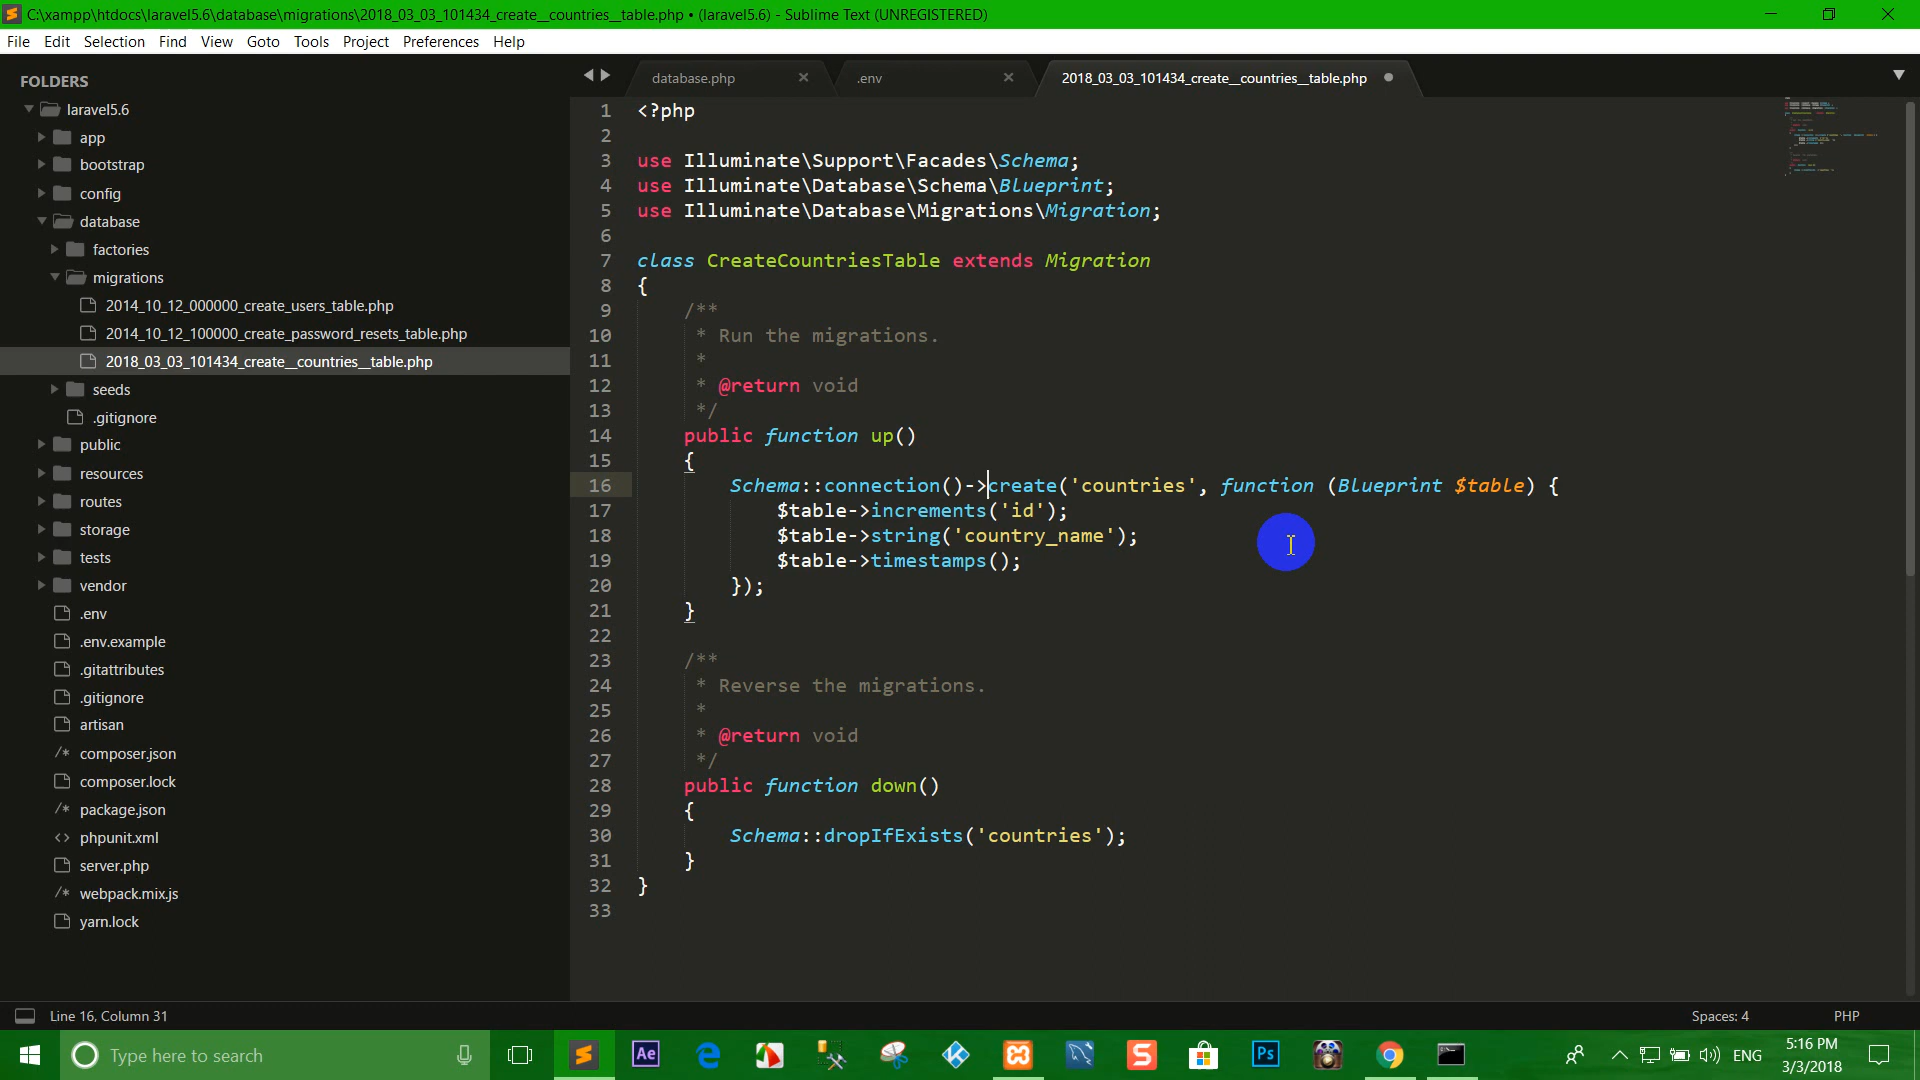 C:\xampp\htdocs\laravel5.6\database\migrations\2018_03_03_101434_create__countries__table.php • (laravel5.6) - Sublime Text (UNREGISTERED)
File Edit Selection Find View Goto Tools Project Preferences Help
FOLDERS
laravel5.6
app
bootstrap
config
database
factories
migrations
2014_10_12_000000_create_users_table.php
2014_10_12_100000_create_password_resets_table.php
2018_03_03_101434_create__countries__table.php
seeds
.gitignore
public
resources
routes
storage
tests
vendor
.env
.env.example
.gitattributes
.gitignore
artisan
/* composer.json
composer.lock
/* package.json
<> phpunit.xml
server.php
/* webpack.mix.js
yarn.lock
database.php .env 2018_03_03_101434_create__countries__table.php
1 <?php
2
3 use Illuminate\Support\Facades\Schema;
4 use Illuminate\Database\Schema\Blueprint;
5 use Illuminate\Database\Migrations\Migration;
6
7 class CreateCountriesTable extends Migration
8 {
9 /**
10 * Run the migrations.
11 *
12 * @return void
13 */
14 public function up()
15 {
16 Schema::connection()->create('countries', function (Blueprint $table) {
17 $table->increments('id');
18 $table->string('country_name');
19 $table->timestamps();
20 });
21 }
22
23 /**
24 * Reverse the migrations.
25 *
26 * @return void
27 */
28 public function down()
29 {
30 Schema::dropIfExists('countries');
31 }
32 }
33
Line 16, Column 31 Spaces: 4 PHP
Type here to search
Ae
Ps
ENG
5:16 PM
3/3/2018